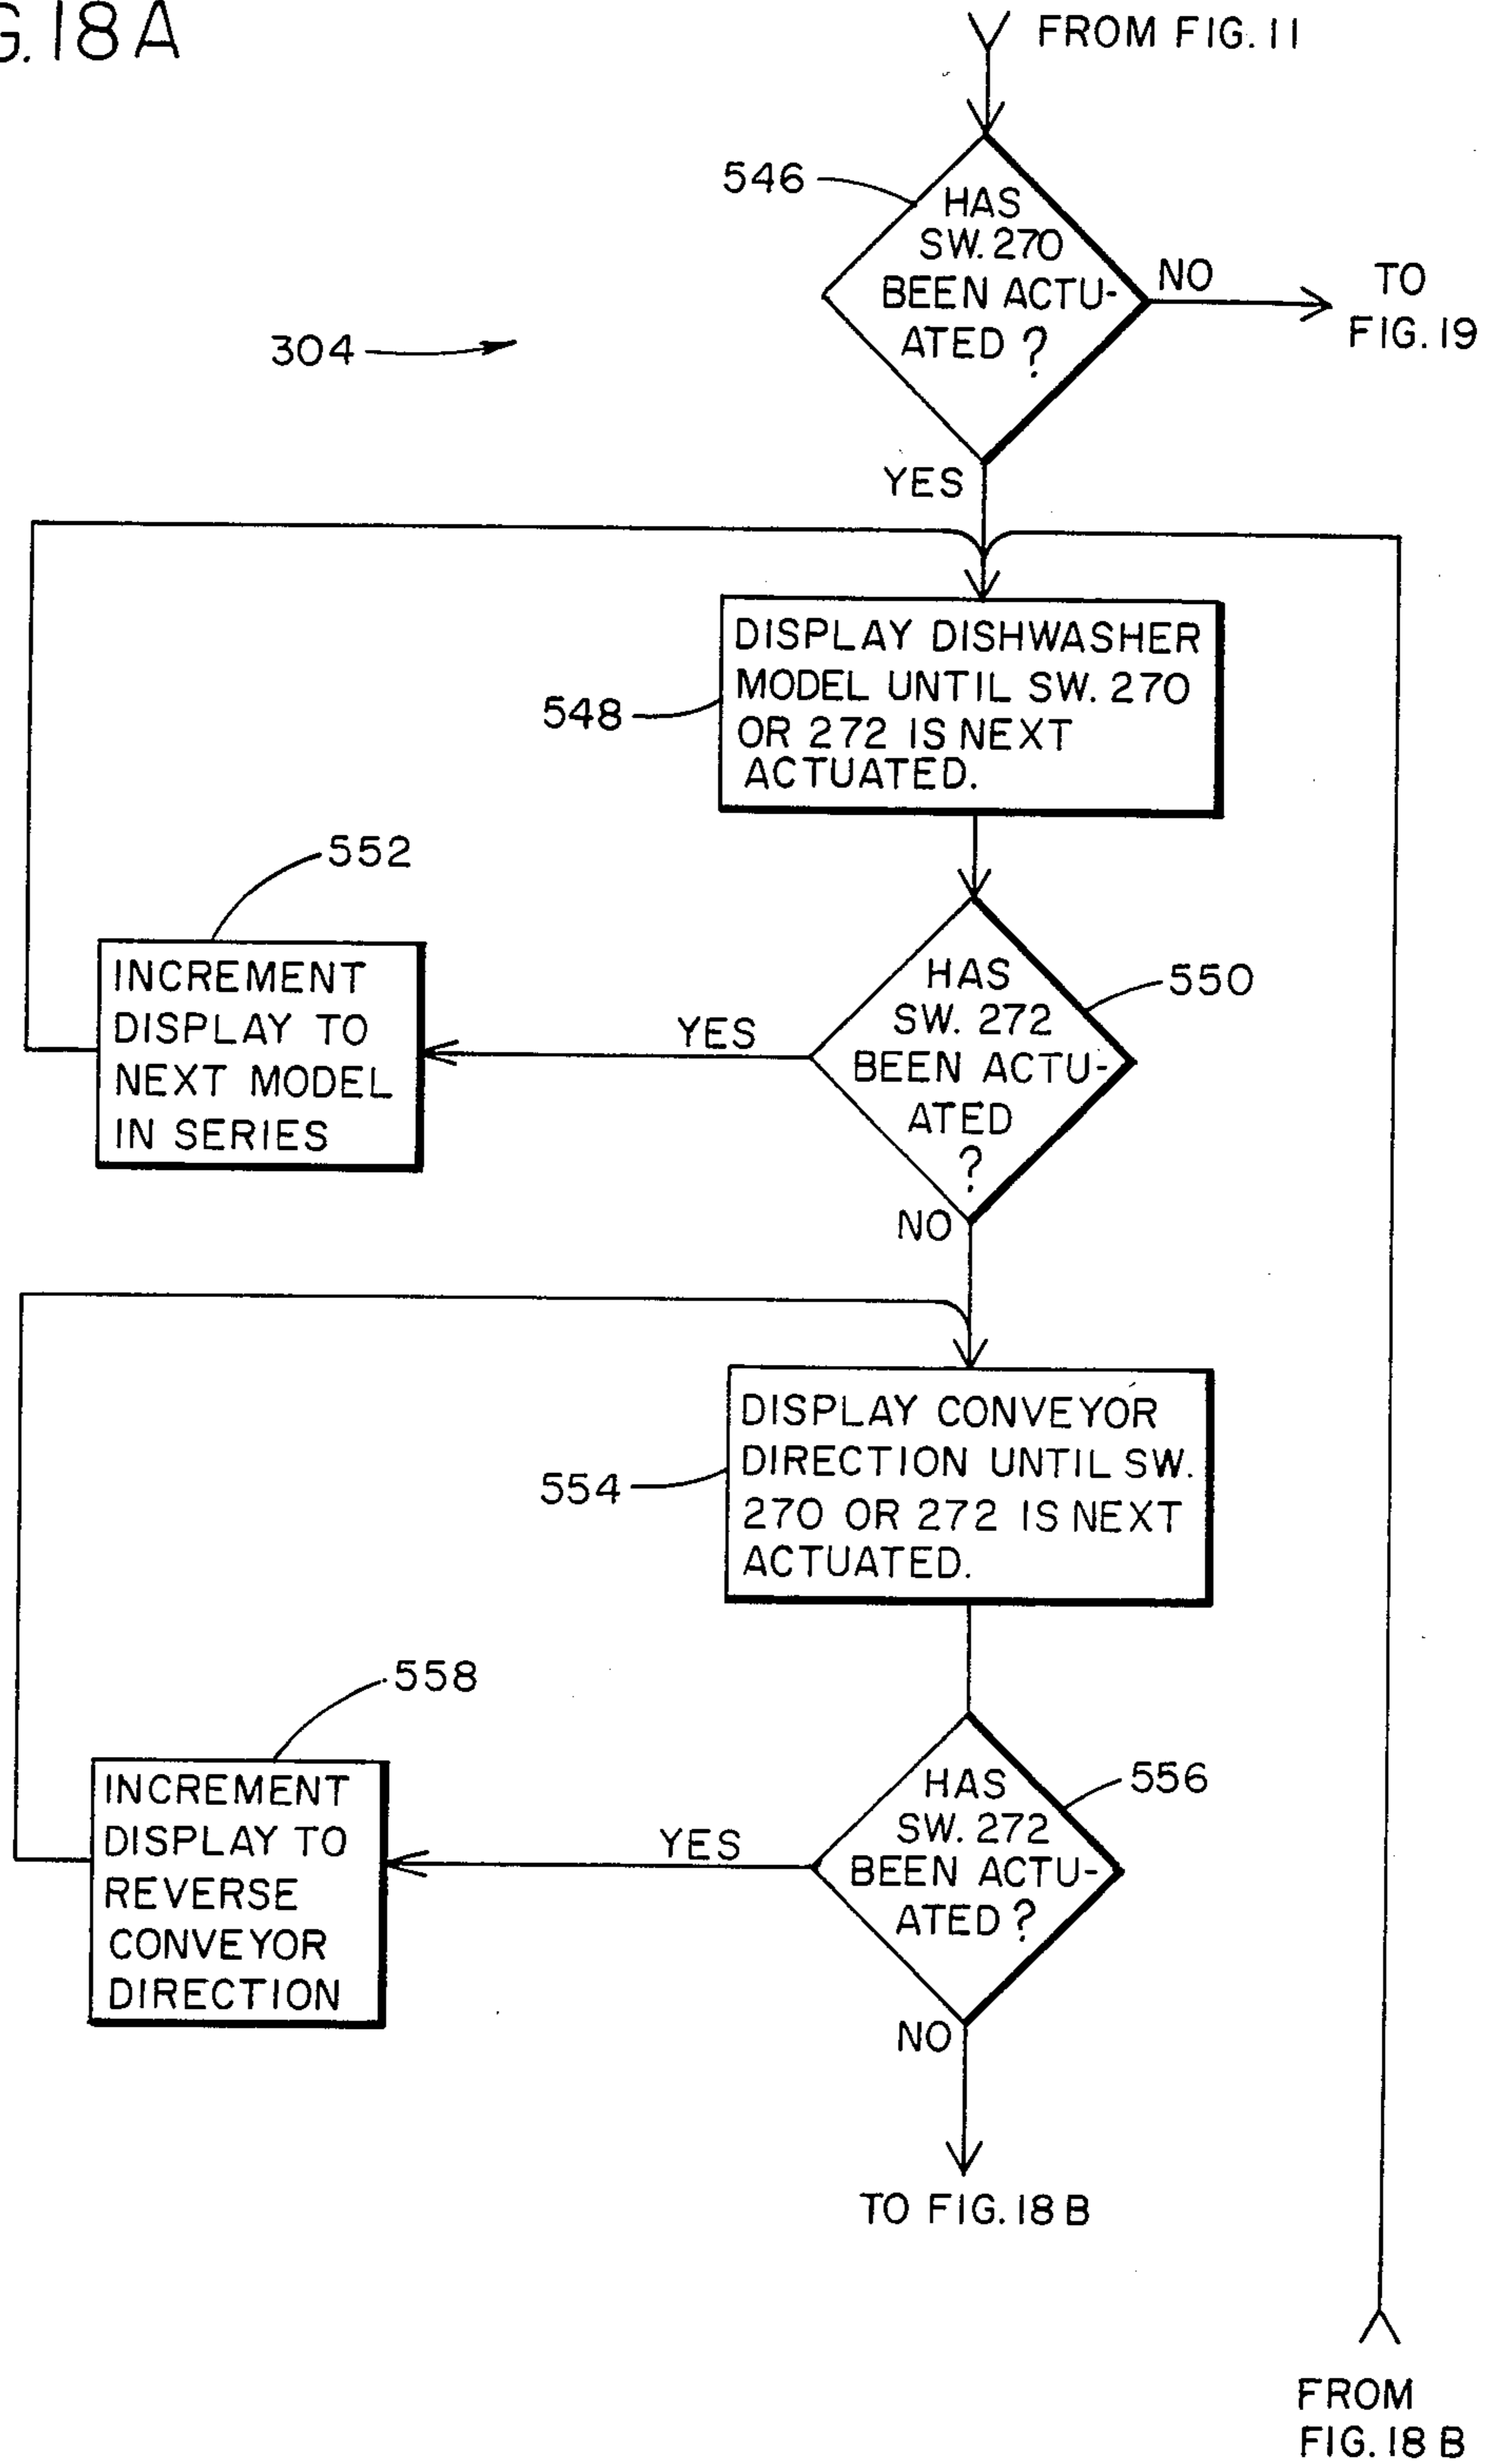 G. 18 A
FROM FIG. 11
546
HAS
SW. 270
BEEN ACTU-
ATED ?
NO
TO
FIG. 19
304
YES
DISPLAY DISHWASHER
MODEL UNTIL SW. 270
OR 272 IS NEXT
ACTUATED.
548
552
INCREMENT
DISPLAY TO
NEXT MODEL
IN SERIES
YES
HAS
SW. 272
BEEN ACTU-
ATED
?
550
NO
DISPLAY CONVEYOR
DIRECTION UNTIL SW.
270 OR 272 IS NEXT
ACTUATED.
554
558
INCREMENT
DISPLAY TO
REVERSE
CONVEYOR
DIRECTION
YES
HAS
SW. 272
BEEN ACTU-
ATED ?
556
NO
TO FIG. 18 B
FROM
FIG. 18 B